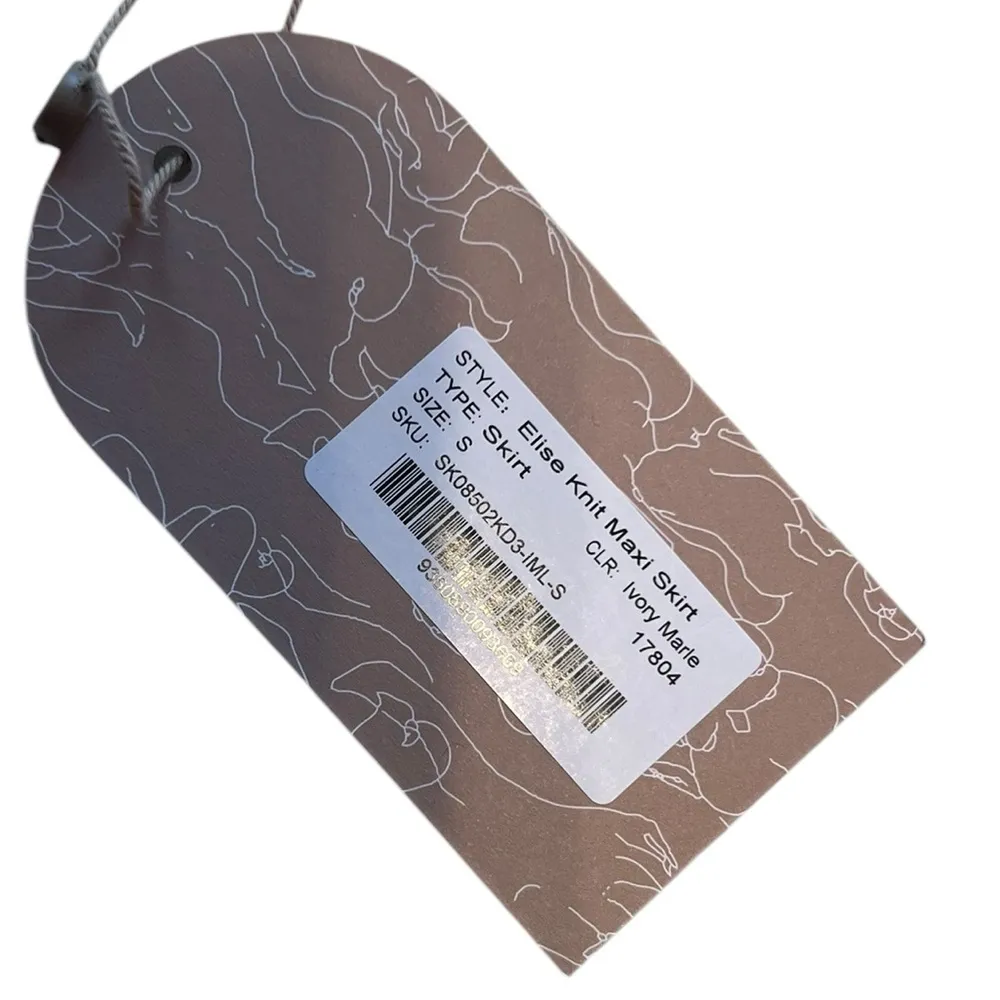 STYLE: Elise Knit Maxi Skirt
TYPE: Skirt CLR: Ivory Marle
SIZE: S 17804
SKU: SK08502KD3-IML-S